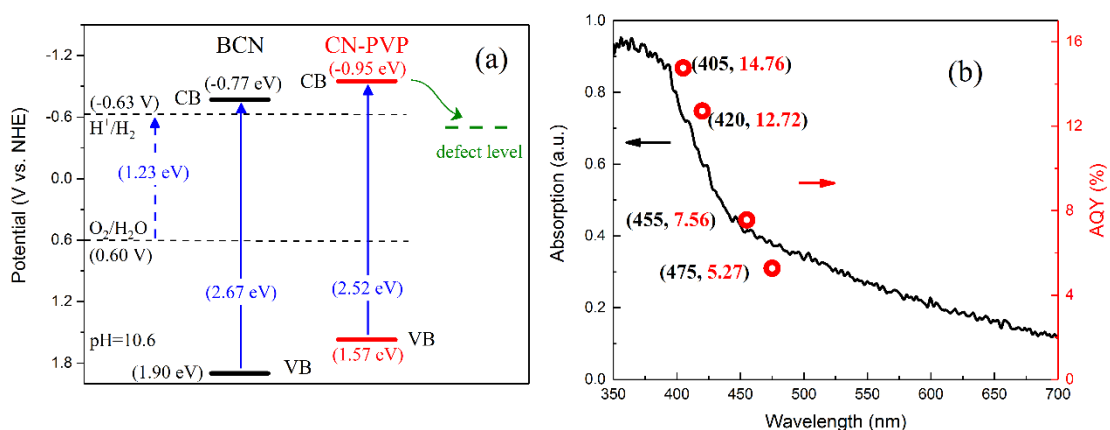 BCN
CN-PVP
(a)
-1.2
-0.6
0.0
0.6
1.2
1.8
Potential (V vs. NHE)
(-0.77 eV)
(-0.95 eV)
CB
CB
(-0.63 V)
H⁺/H₂
defect level
(1.23 eV)
O₂/H₂O
(0.60 V)
(2.67 eV)
(2.52 eV)
pH=10.6
(1.90 eV)
VB
(1.57 eV)
VB
(b)
1.0
0.8
0.6
0.4
0.2
0.0
Absorption (a.u.)
(405, 14.76)
(420, 12.72)
(455, 7.56)
(475, 5.27)
16
12
8
4
0
AQY (%)
350 400 450 500 550 600 650 700
Wavelength (nm)